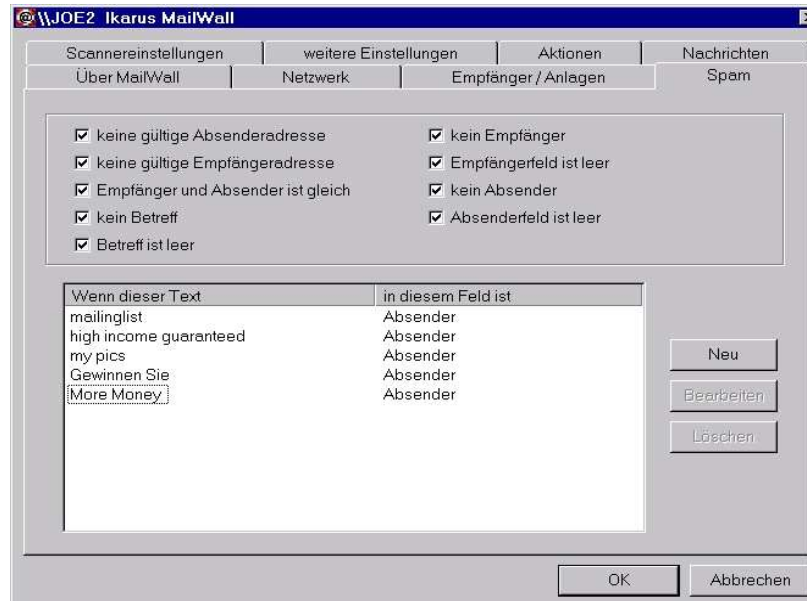 \\JOE2 Ikarus MailWall
Scannereinstellungen
weitere Einstellungen
Aktionen
Nachrichten
Über MailWall
Netzwerk
Empfänger / Anlagen
Spam
keine gültige Absenderadresse
kein Empfänger
keine gültige Empfängeradresse
Empfängerfeld ist leer
Empfänger und Absender ist gleich
kein Absender
kein Betreff
Absenderfeld ist leer
Betreff ist leer
Wenn dieser Text
in diesem Feld ist
mailinglist
Absender
high income guaranteed
Absender
my pics
Absender
Gewinnen Sie
Absender
More Money
Absender
Neu
Bearbeiten
Löschen
OK
Abbrechen